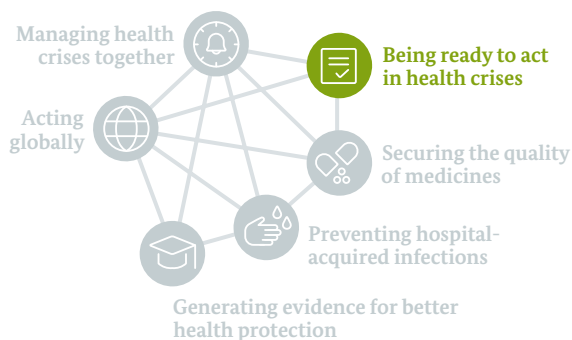 Managing health
crises together
Being ready to act
in health crises
Acting
globally
Securing the quality
of medicines
Preventing hospital-
acquired infections
Generating evidence for better
health protection